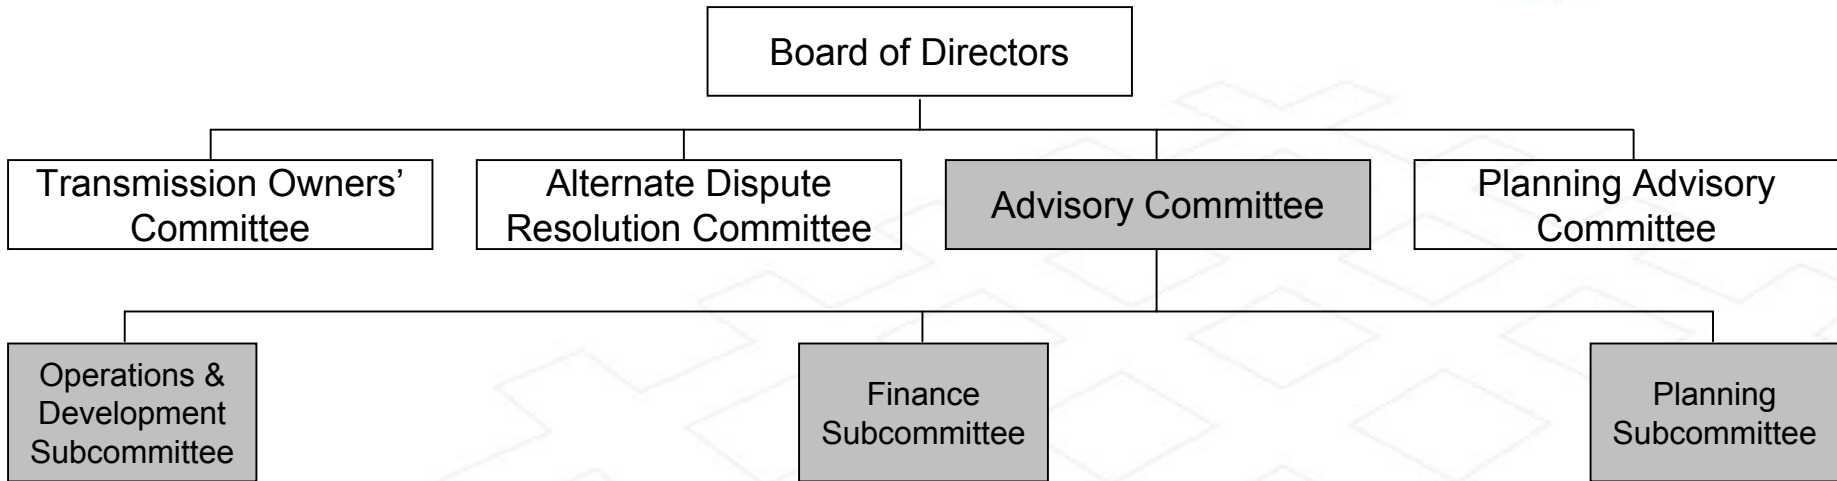 Board of Directors
Transmission Owners’
Committee
Alternate Dispute
Resolution Committee
Advisory Committee
Planning Advisory
Committee
Operations &
Development
Subcommittee
Finance
Subcommittee
Planning
Subcommittee